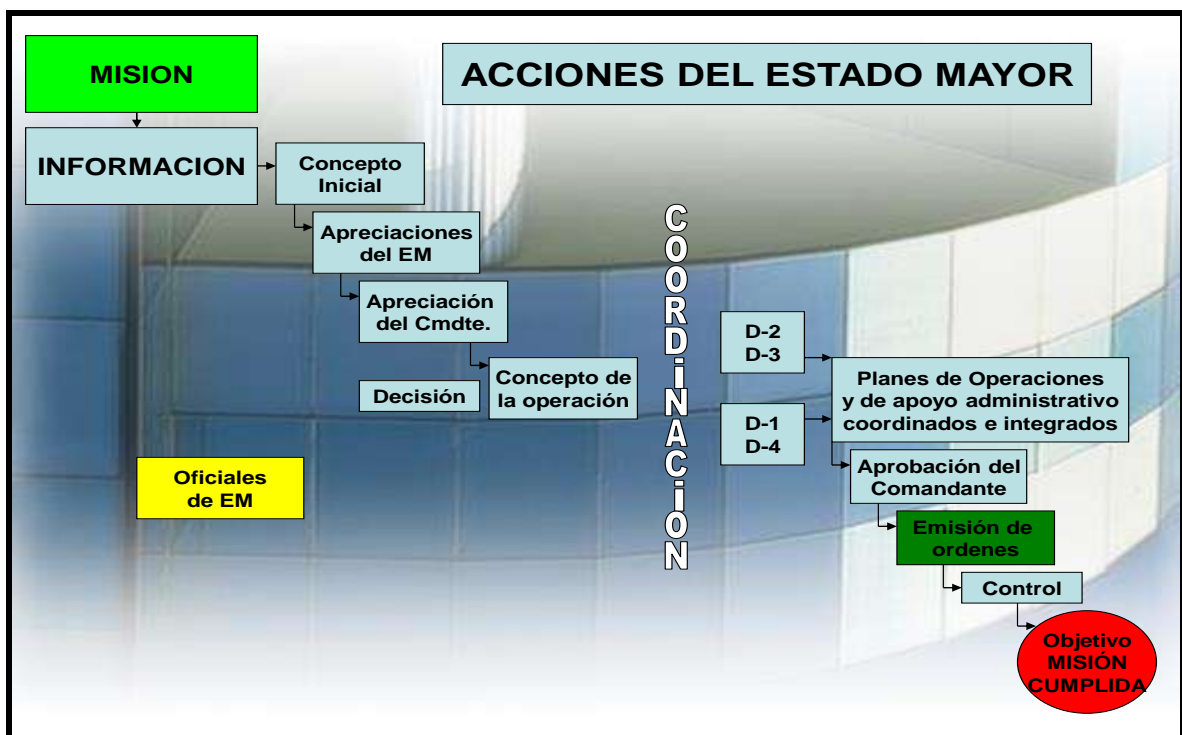 MISION
ACCIONES DEL ESTADO MAYOR
INFORMACION
Concepto
Inicial
Apreciaciones
del EM
Apreciación
del Cmdte.
Decisión
Concepto de
la operación
Oficiales
de EM
COORDiNACiON
D-2
D-3
D-1
D-4
Planes de Operaciones
y de apoyo administrativo
coordinados e integrados
Aprobación del
Comandante
Emisión de
ordenes
Control
Objetivo
MISIÓN
CUMPLIDA